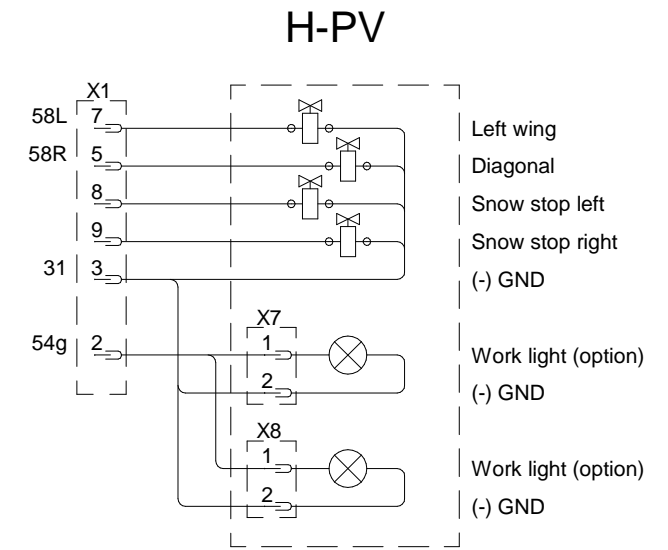 H-PV
X1
58L 7 Left wing
58R 5 Diagonal
8 Snow stop left
9 Snow stop right
31 3 (-) GND
X7
54g 2 1 Work light (option)
2 (-) GND
X8
1 Work light (option)
2 (-) GND